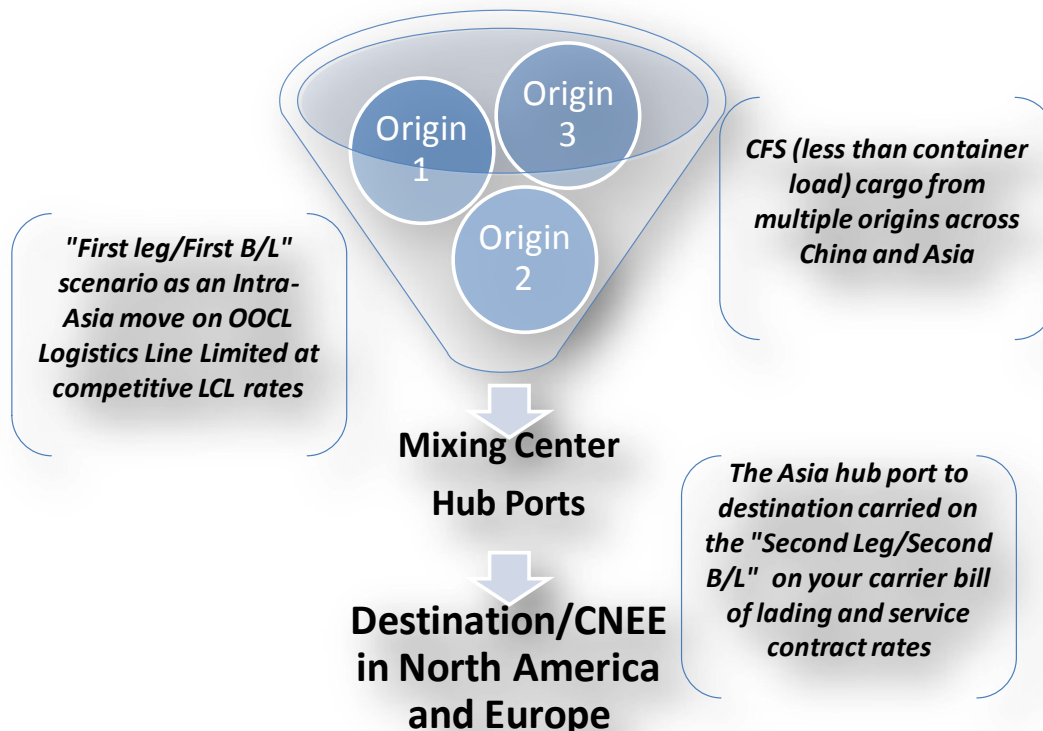 Origin
1
Origin
3
Origin
2
CFS (less than container
load) cargo from
multiple origins across
China and Asia
"First leg/First B/L"
scenario as an Intra-
Asia move on OOCL
Logistics Line Limited at
competitive LCL rates
Mixing Center
Hub Ports
The Asia hub port to
destination carried on
the "Second Leg/Second
B/L"  on your carrier bill
of lading and service
contract rates
Destination/CNEE
in North America
and Europe